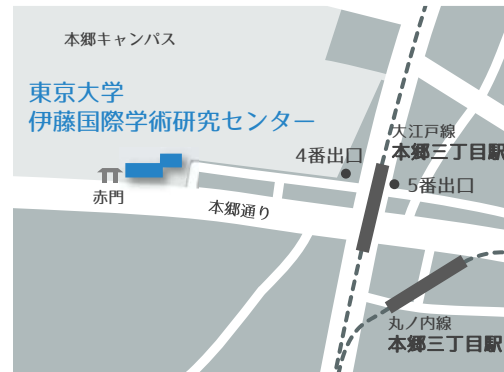 本郷キャンパス
東京大学
伊藤国際学術研究センター
大江戸線
本郷三丁目駅
4番出口
5番出口
赤門
本郷通り
丸ノ内線
本郷三丁目駅